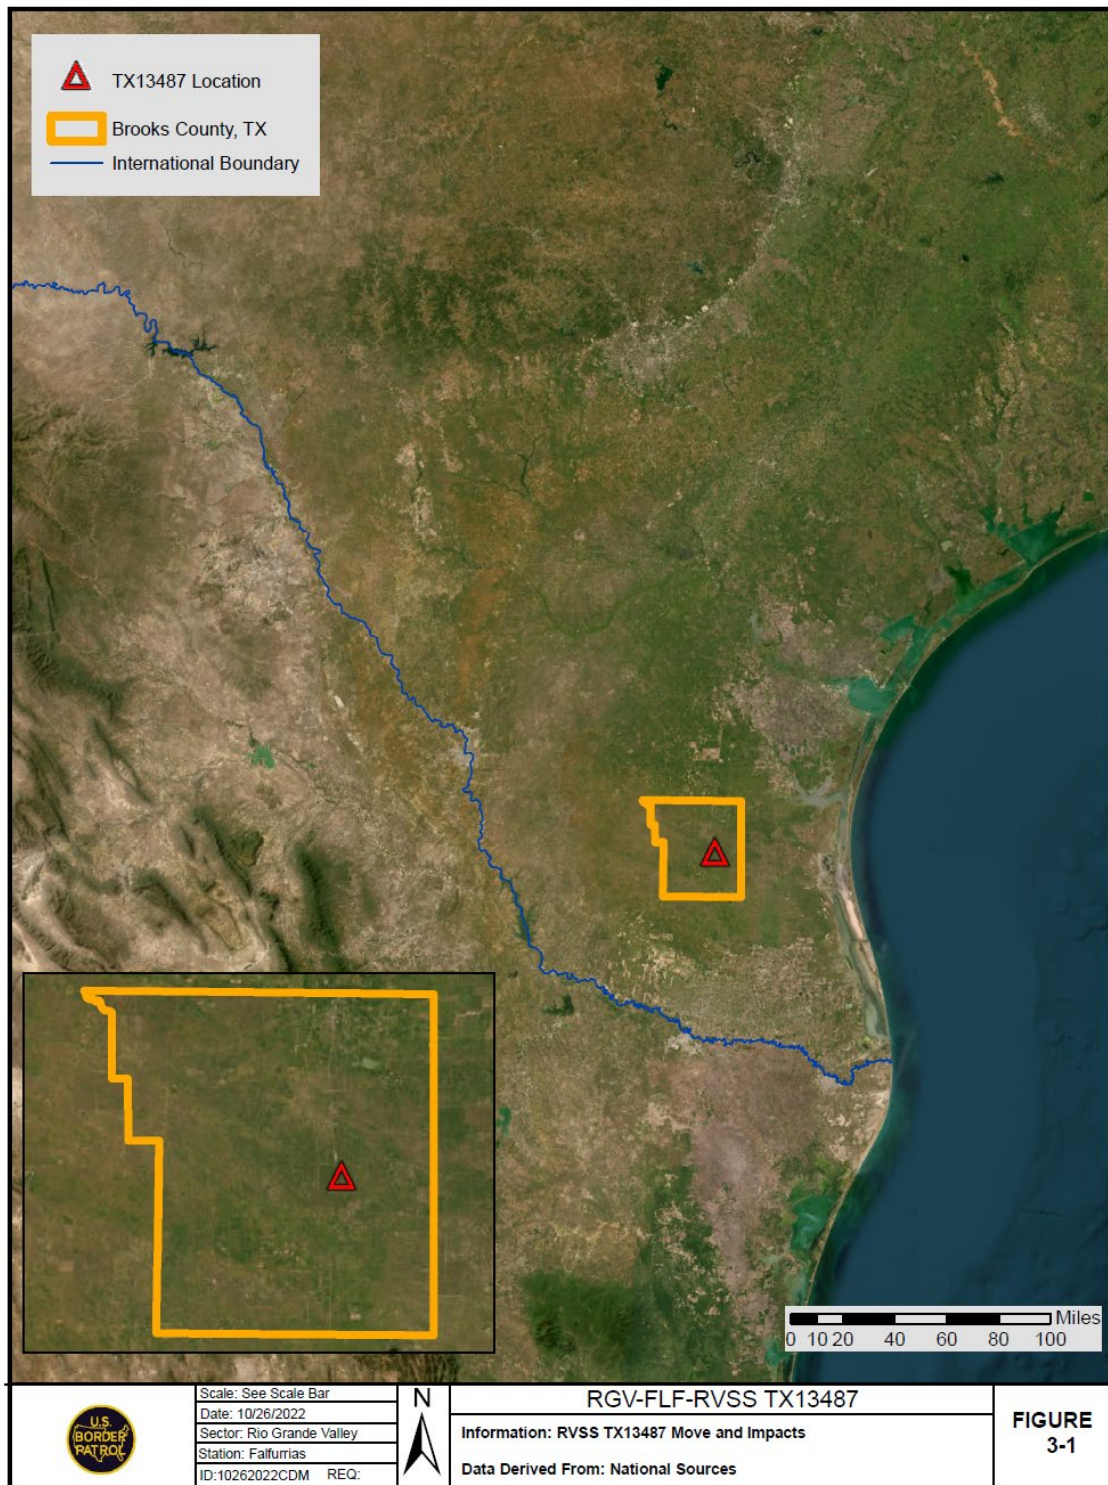 TX13487 Location
Brooks County, TX
International Boundary
Miles
0 10 20 40 60 80 100
U.S.
BORDER
PATROL
Scale: See Scale Bar
Date: 10/26/2022
Sector: Rio Grande Valley
Station: Falfurrias
ID:10262022CDM REQ:
N
RGV-FLF-RVSS TX13487
Information: RVSS TX13487 Move and Impacts
Data Derived From: National Sources
FIGURE
3-1